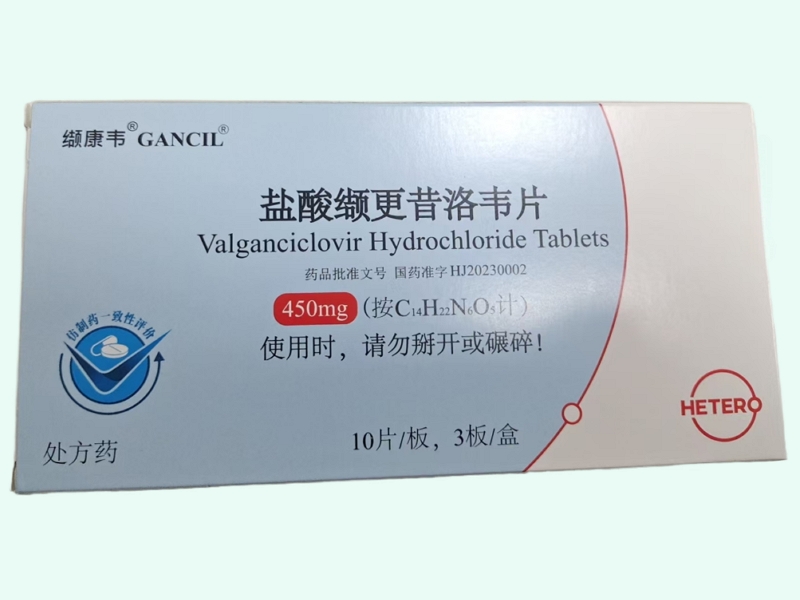 缬康韦® GANCIL®
盐酸缬更昔洛韦片
Valganciclovir Hydrochloride Tablets
药品批准文号 国药准字HJ20230002
450mg (按C₁₄H₂₂N₆O₅计)
使用时，请勿掰开或碾碎！
仿制药一致性评价
HETERO
10片/板，3板/盒
处方药